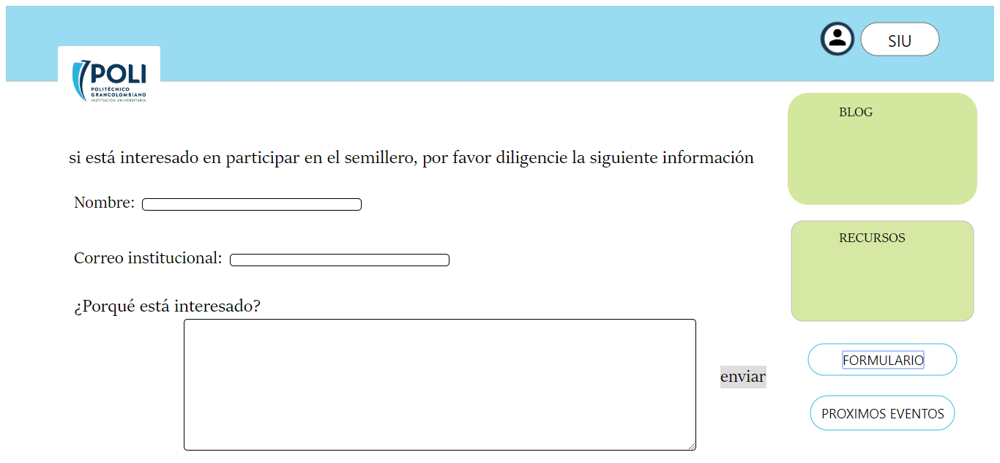 SIU
POLI
POLITÉCNICO
GRANCOLOMBIANO
INSTITUCIÓN UNIVERSITARIA
BLOG
si está interesado en participar en el semillero, por favor diligencie la siguiente información
Nombre:
RECURSOS
Correo institucional:
¿Porqué está interesado?
FORMULARIO
enviar
PROXIMOS EVENTOS